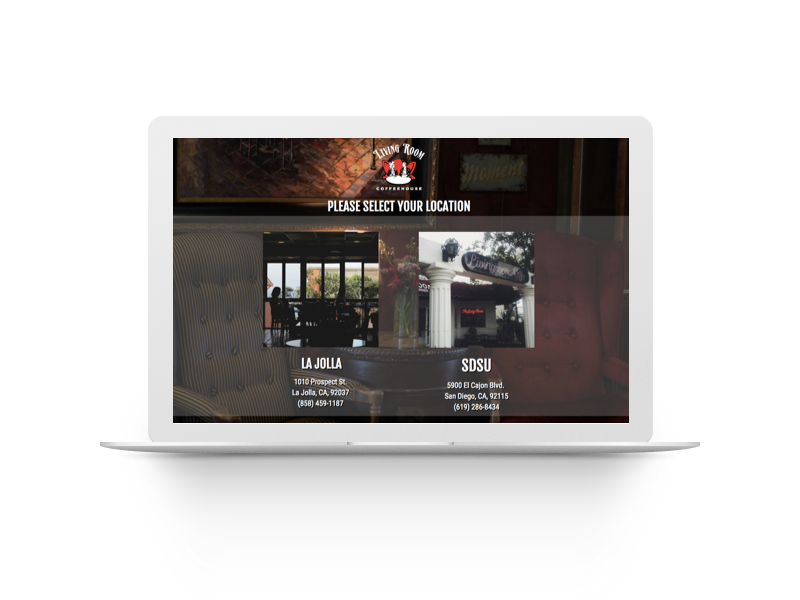 Living Room
COFFEEHOUSE
Moment
PLEASE SELECT YOUR LOCATION
LA JOLLA
1010 Prospect St.
La Jolla, CA, 92037
(858) 459-1187
SDSU
5900 El Cajon Blvd.
San Diego, CA, 92115
(619) 286-8434